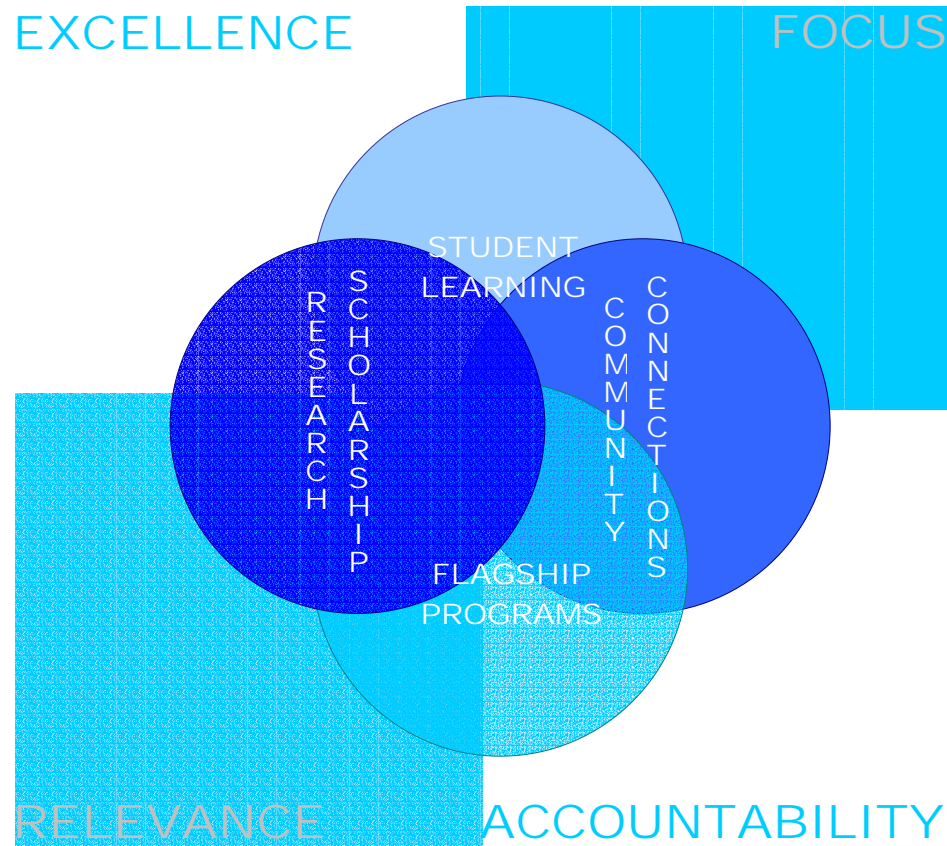 EXCELLENCE
FOCUS
STUDENT
LEARNING
RESEARCH
SCHOLARSHIP
COMMUNITY
CONNECTIONS
FLAGSHIP
PROGRAMS
RELEVANCE
ACCOUNTABILITY